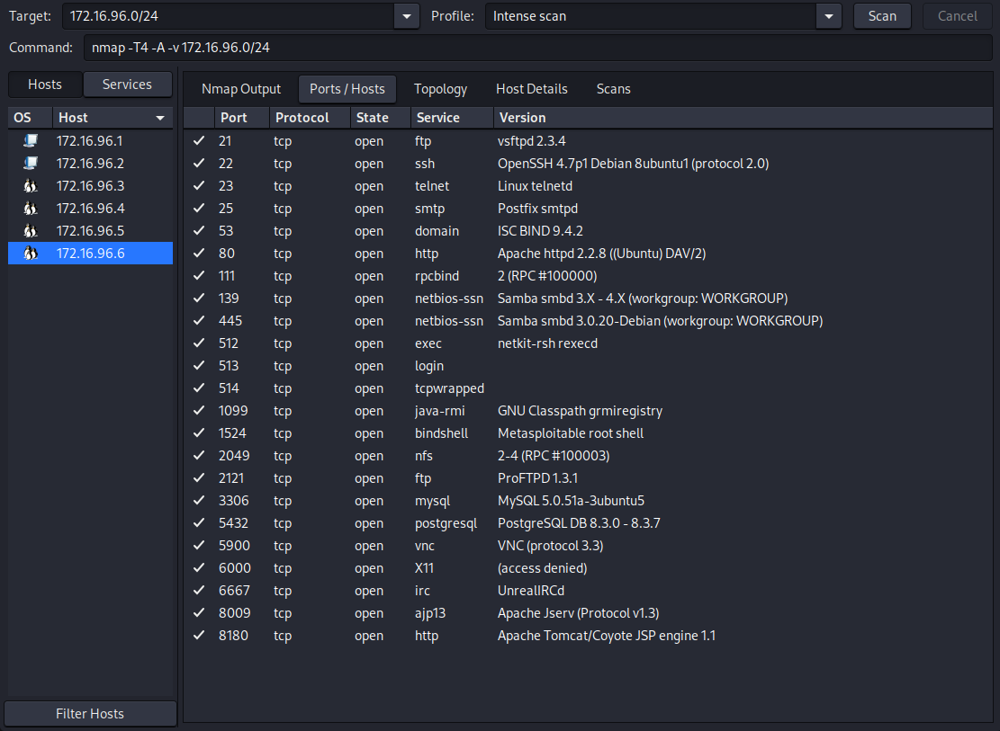 Target: 172.16.96.0/24 Profile: Intense scan Scan Cancel
Command: nmap -T4 -A -v 172.16.96.0/24
Hosts Services
OS Host
172.16.96.1
172.16.96.2
172.16.96.3
172.16.96.4
172.16.96.5
172.16.96.6
Filter Hosts
Nmap Output Ports / Hosts Topology Host Details Scans
Port Protocol State Service Version
21 tcp open ftp vsftpd 2.3.4
22 tcp open ssh OpenSSH 4.7p1 Debian 8ubuntu1 (protocol 2.0)
23 tcp open telnet Linux telnetd
25 tcp open smtp Postfix smtpd
53 tcp open domain ISC BIND 9.4.2
80 tcp open http Apache httpd 2.2.8 ((Ubuntu) DAV/2)
111 tcp open rpcbind 2 (RPC #100000)
139 tcp open netbios-ssn Samba smbd 3.X - 4.X (workgroup: WORKGROUP)
445 tcp open netbios-ssn Samba smbd 3.0.20-Debian (workgroup: WORKGROUP)
512 tcp open exec netkit-rsh rexecd
513 tcp open login
514 tcp open tcpwrapped
1099 tcp open java-rmi GNU Classpath grmiregistry
1524 tcp open bindshell Metasploitable root shell
2049 tcp open nfs 2-4 (RPC #100003)
2121 tcp open ftp ProFTPD 1.3.1
3306 tcp open mysql MySQL 5.0.51a-3ubuntu5
5432 tcp open postgresql PostgreSQL DB 8.3.0 - 8.3.7
5900 tcp open vnc VNC (protocol 3.3)
6000 tcp open X11 (access denied)
6667 tcp open irc UnrealIRCd
8009 tcp open ajp13 Apache Jserv (Protocol v1.3)
8180 tcp open http Apache Tomcat/Coyote JSP engine 1.1